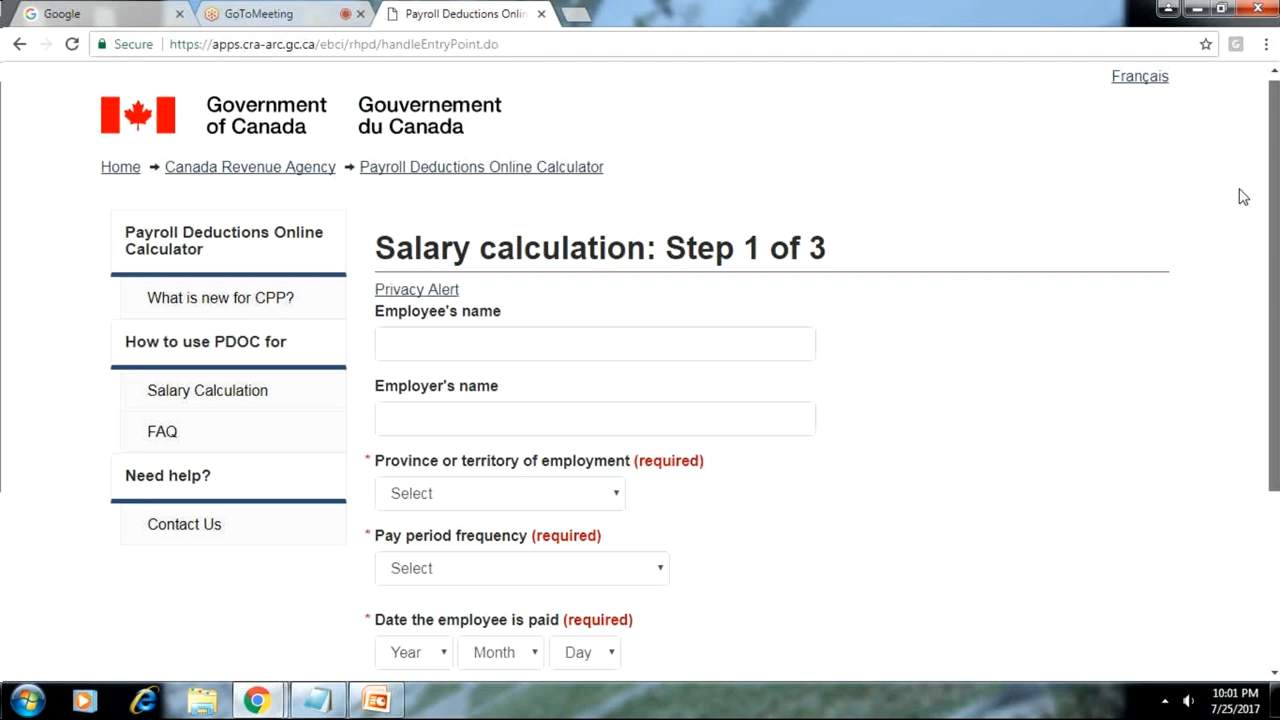 Google
GoToMeeting
Payroll Deductions Onlin
Secure
https://apps.cra-arc.gc.ca/ebci/rhpd/handleEntryPoint.do
Français
Government
of Canada
Gouvernement
du Canada
Home
Canada Revenue Agency
Payroll Deductions Online Calculator
Payroll Deductions Online
Calculator
What is new for CPP?
How to use PDOC for
Salary Calculation
FAQ
Need help?
Contact Us
Salary calculation: Step 1 of 3
Privacy Alert
Employee's name
Employer's name
* Province or territory of employment (required)
Select
* Pay period frequency (required)
Select
* Date the employee is paid (required)
Year Month Day
10:01 PM
7/25/2017